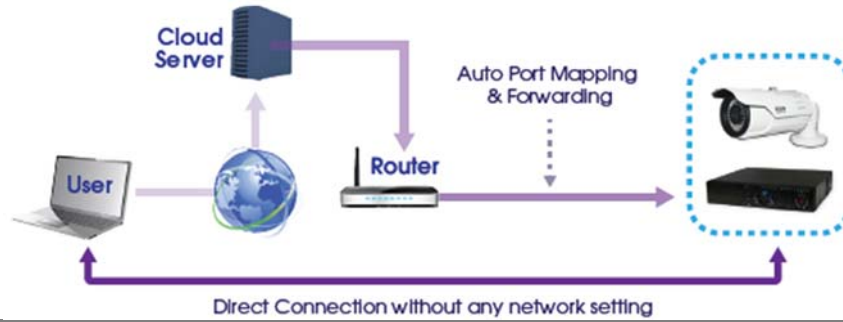 Cloud
Server
Auto Port Mapping
& Forwarding
User
Router
Direct Connection without any network setting